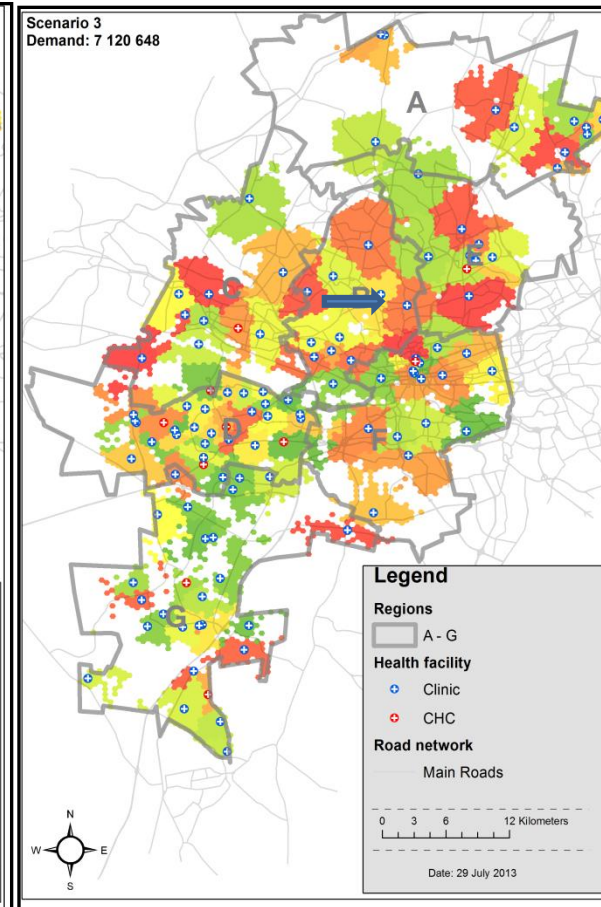 Scenario 3
Demand: 7 120 648
A
E
C
D
F
G
Legend
Regions
A - G
Health facility
Clinic
CHC
Road network
Main Roads
0 3 6 12 Kilometers
Date: 29 July 2013
N
W E
S